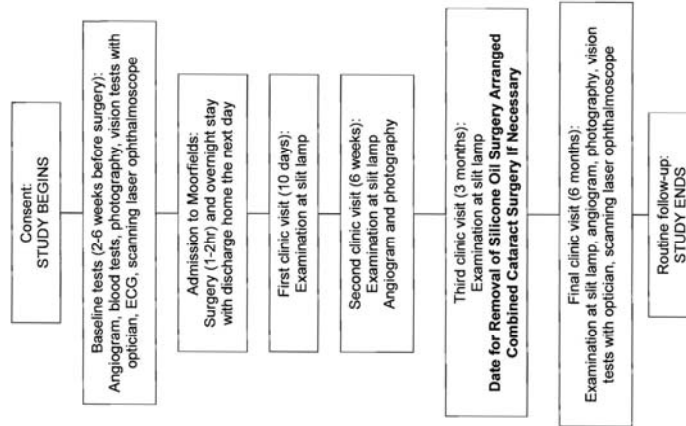 Consent:
STUDY BEGINS
Baseline tests (2-6 weeks before surgery):
Angiogram, blood tests, photography, vision tests with
optician, ECG, scanning laser ophthalmoscope
Admission to Moorfields:
Surgery (1-2hr) and overnight stay
with discharge home the next day
First clinic visit (10 days):
Examination at slit lamp
Second clinic visit (6 weeks):
Examination at slit lamp
Angiogram and photography
Third clinic visit (3 months):
Examination at slit lamp
Date for Removal of Silicone Oil Surgery Arranged
Combined Cataract Surgery If Necessary
Final clinic visit (6 months):
Examination at slit lamp, angiogram, photography, vision
tests with optician, scanning laser ophthalmoscope
Routine follow-up:
STUDY ENDS